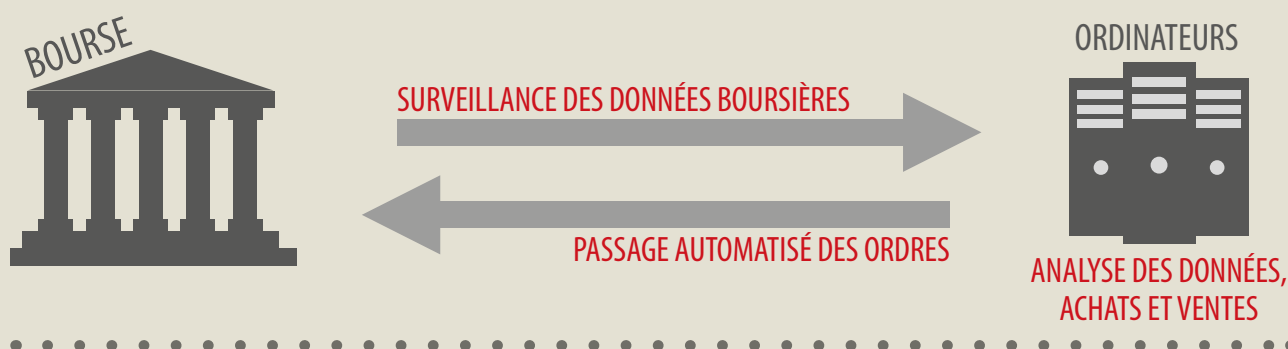 BOURSE
ORDINATEURS
SURVEILLANCE DES DONNÉES BOURSIÈRES
PASSAGE AUTOMATISÉ DES ORDRES
ANALYSE DES DONNÉES,
ACHATS ET VENTES